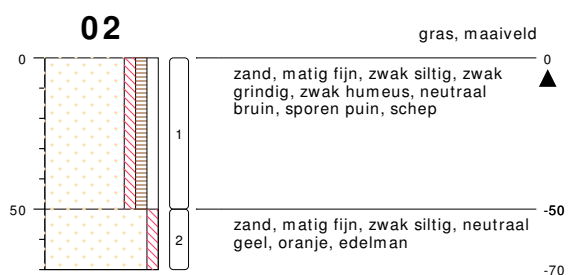 02
gras, maaiveld
0
0
zand, matig fijn, zwak siltig, zwak
grindig, zwak humeus, neutraal
bruin, sporen puin, schep
1
50
-50
zand, matig fijn, zwak siltig, neutraal
geel, oranje, edelman
2
-70